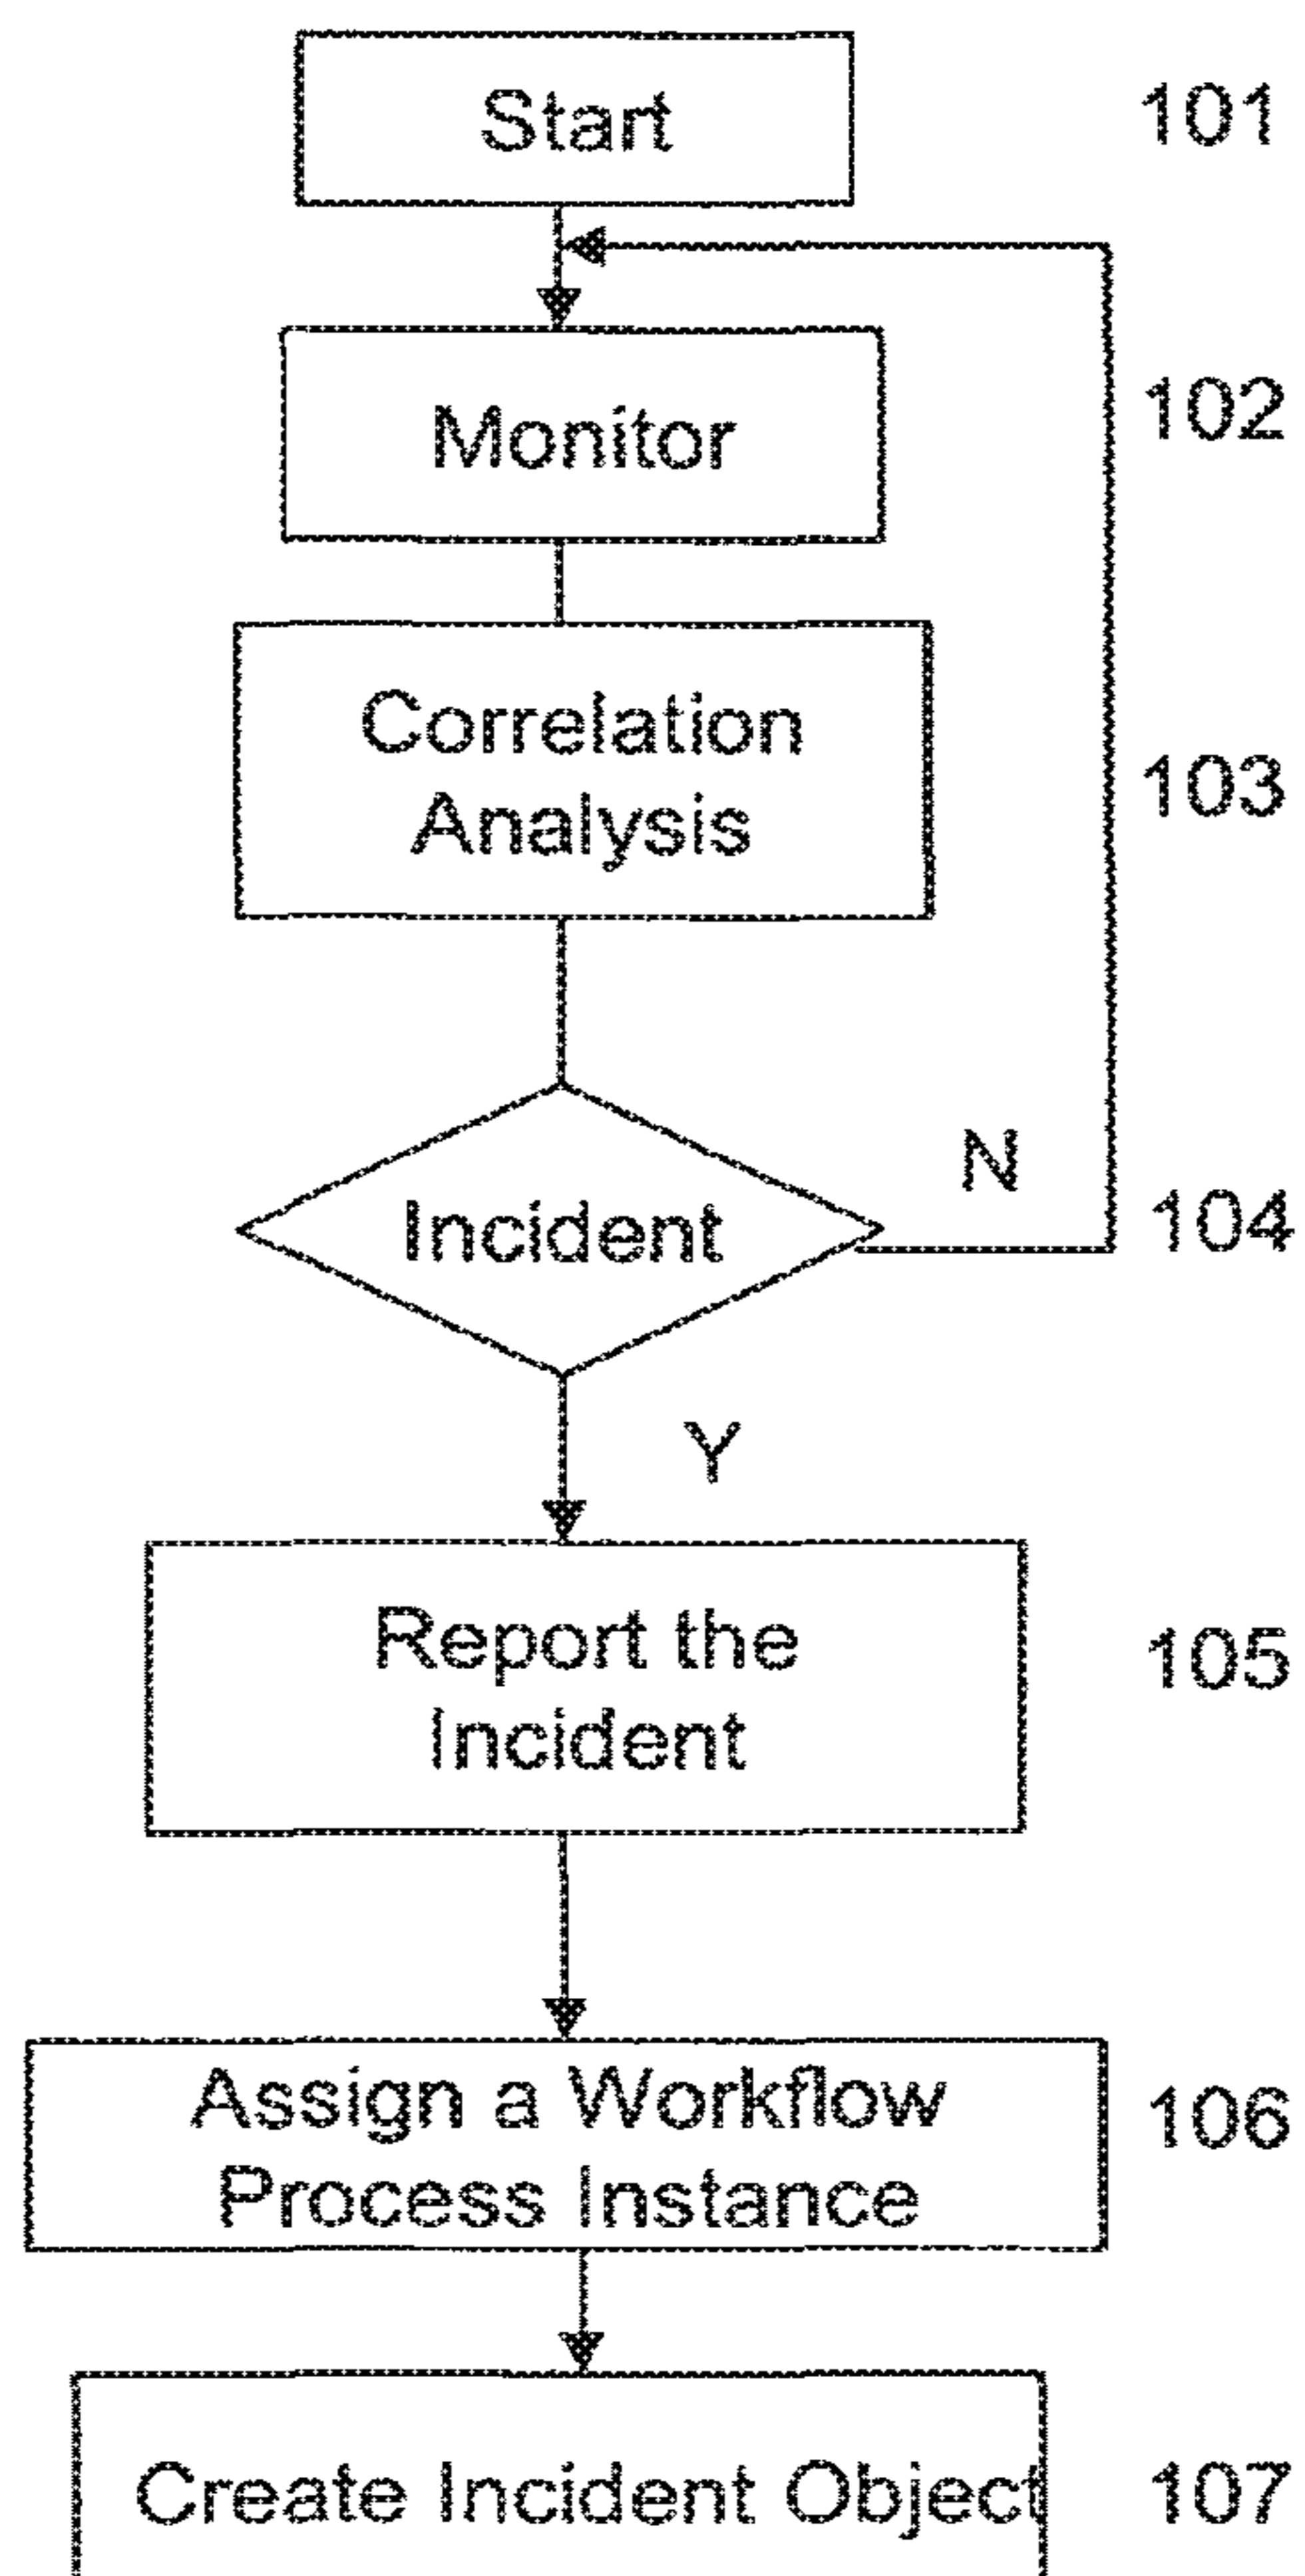 Start
101
Monitor
102
Correlation
Analysis
103
Incident
N
104
Y
Report the
Incident
105
Assign a Workflow
Process Instance
106
Create Incident Object
107